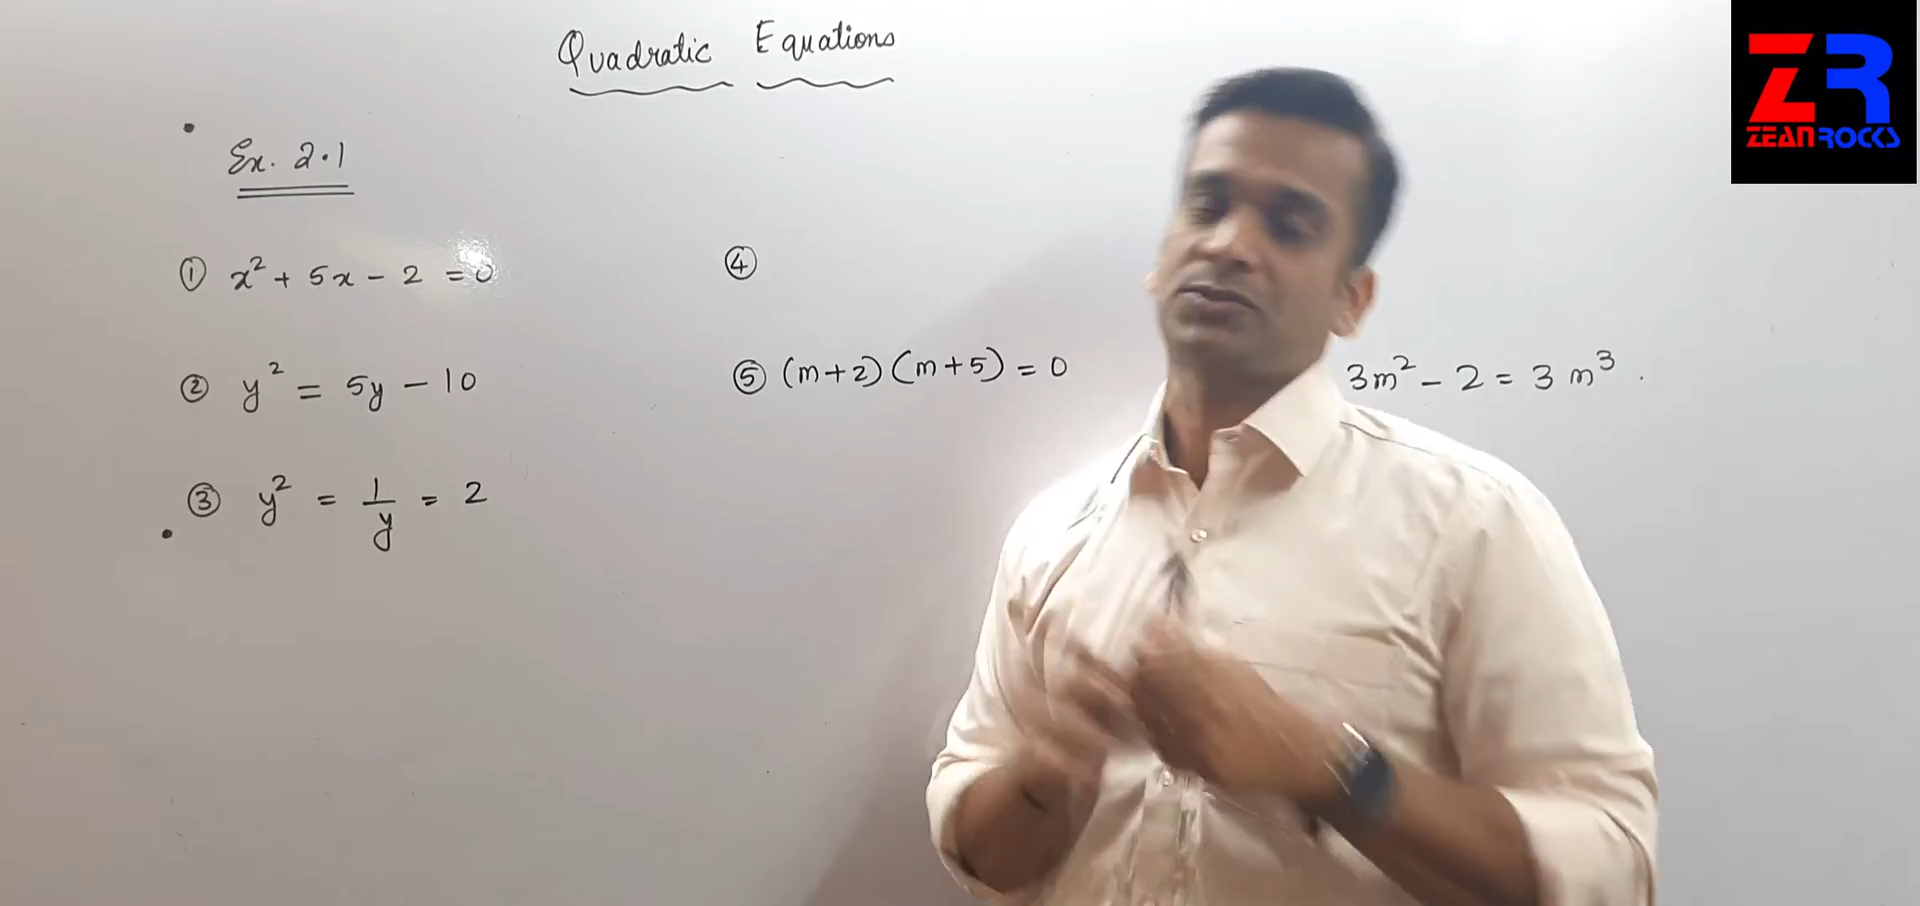 Quadratic Equations
Ex. 2.1
① x² + 5x - 2 = 0
② y² = 5y - 10
③ y² = 1/y = 2
④
⑤ (m+2)(m+5) = 0
3m² - 2 = 3m³.
ZR
ZEAN ROCKS